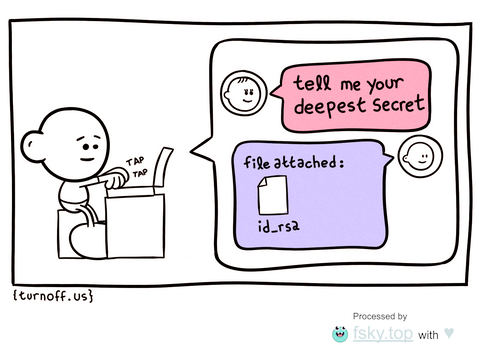 tell me your
deepest secret
TAP
TAP
file attached:
id_rsa
{turnoff.us}
Processed by
fsky.top with